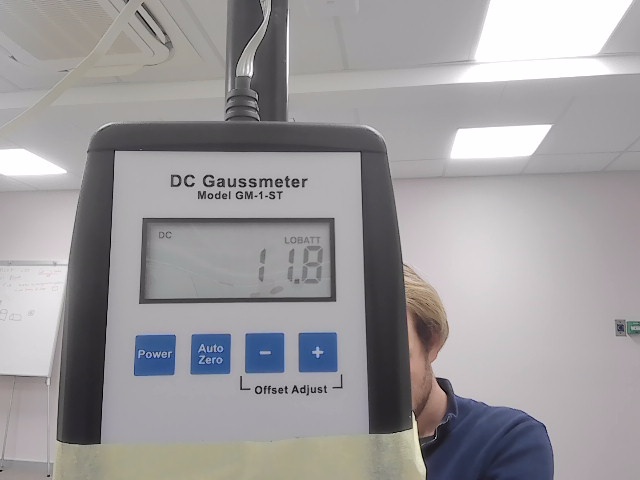 DC Gaussmeter
Model GM-1-ST
DC
LOBATT
11.8
Power
Auto
Zero
−
+
Offset Adjust